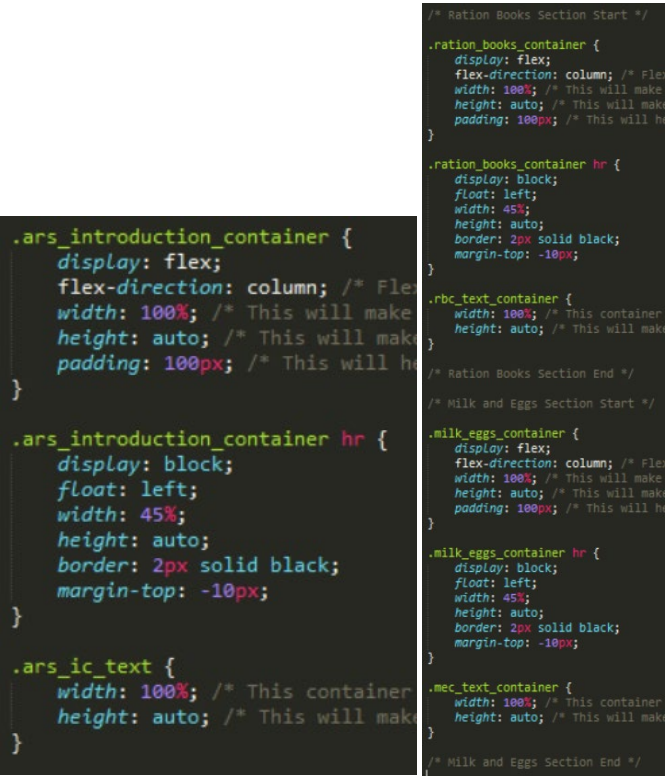 .ars_introduction_container {
display: flex;
flex-direction: column; /* Fle
width: 100%; /* This will make
height: auto; /* This will make
padding: 100px; /* This will he
}
.ars_introduction_container hr {
display: block;
float: left;
width: 45%;
height: auto;
border: 2px solid black;
margin-top: -10px;
}
.ars_ic_text {
width: 100%; /* This container
height: auto; /* This will make
}
/* Ration Books Section Start */
.ration_books_container {
display: flex;
flex-direction: column; /* Flex
width: 100%; /* This will make
height: auto; /* This will make
padding: 100px; /* This will he
}
.ration_books_container hr {
display: block;
float: left;
width: 45%;
height: auto;
border: 2px solid black;
margin-top: -10px;
}
.rbc_text_container {
width: 100%; /* This container
height: auto; /* This will make
}
/* Ration Books Section End */
/* Milk and Eggs Section Start */
.milk_eggs_container {
display: flex;
flex-direction: column; /* Flex
width: 100%; /* This will make
height: auto; /* This will make
padding: 100px; /* This will he
}
.milk_eggs_container hr {
display: block;
float: left;
width: 45%;
height: auto;
border: 2px solid black;
margin-top: -10px;
}
.mec_text_container {
width: 100%; /* This container
height: auto; /* This will make
}
/* Milk and Eggs Section End */